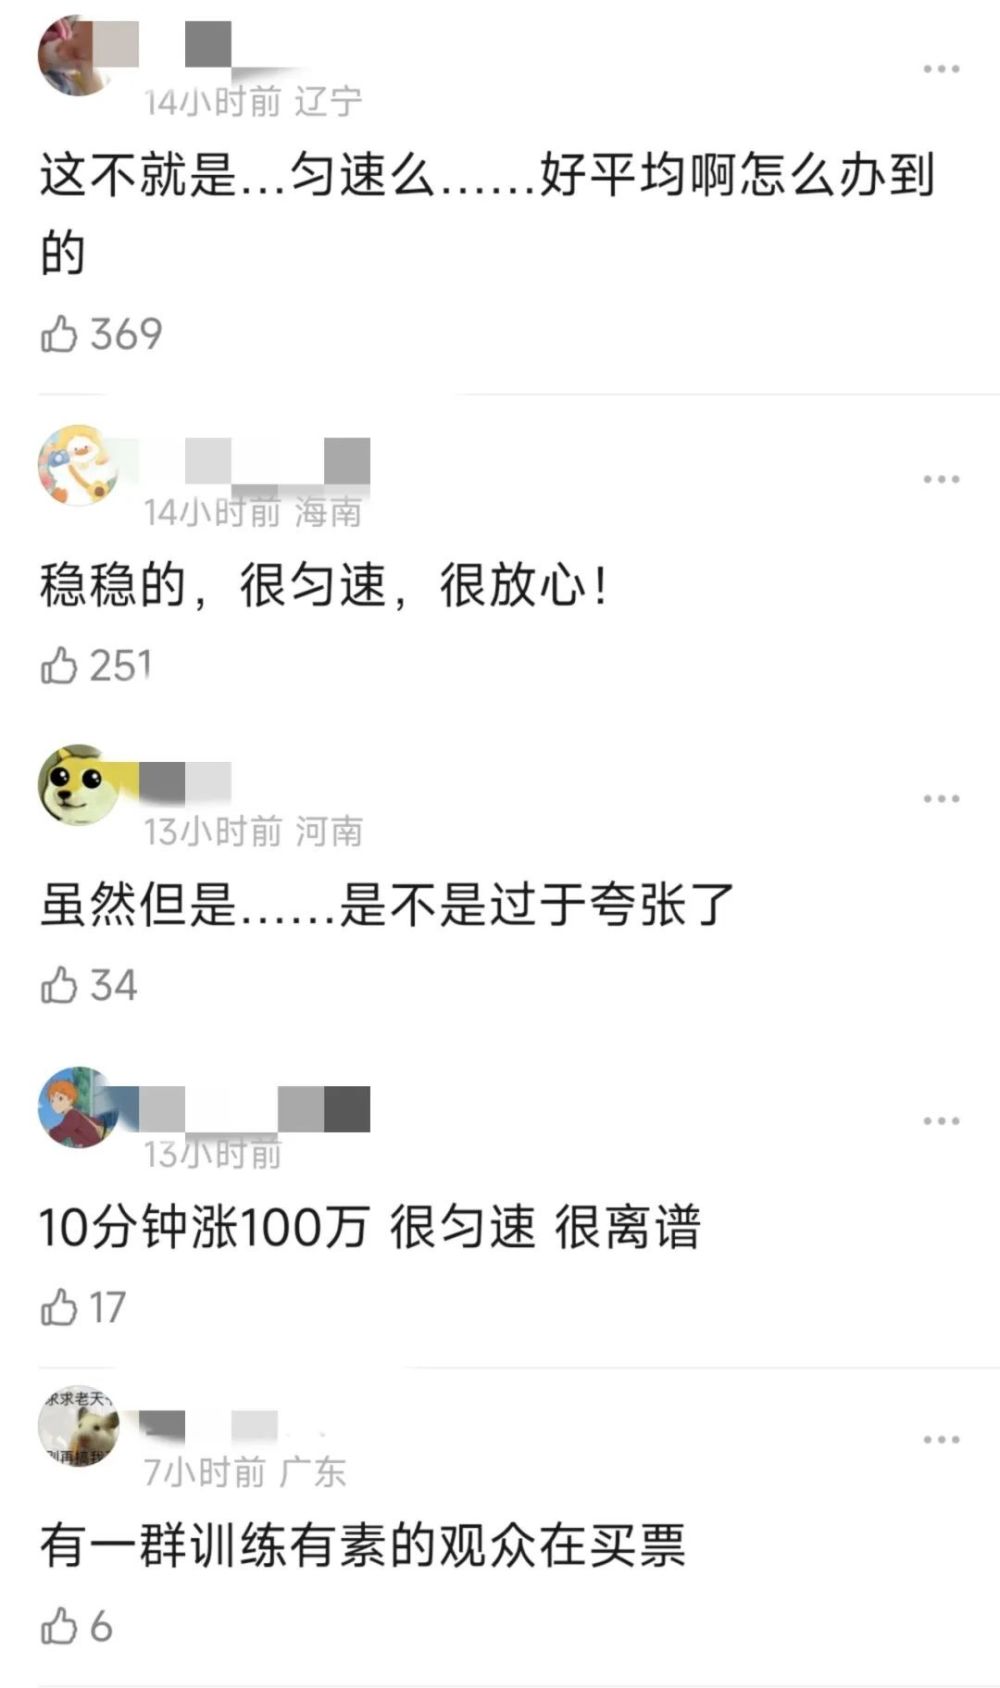 14小时前 辽宁
这不就是...匀速么......好平均啊怎么办到
的
369
14小时前 海南
稳稳的，很匀速，很放心！
251
13小时前 河南
虽然但是......是不是过于夸张了
34
13小时前
10分钟涨100万 很匀速 很离谱
17
求求老天
别再搞我
7小时前 广东
有一群训练有素的观众在买票
6